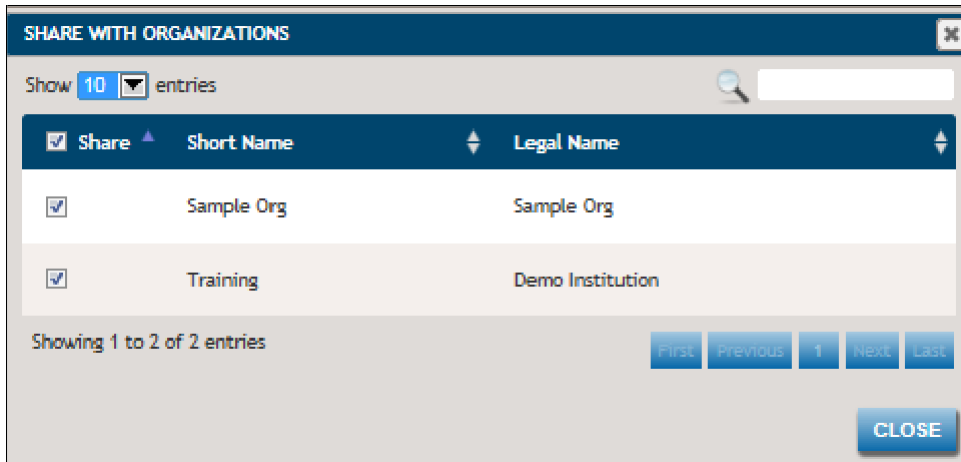 SHARE WITH ORGANIZATIONS
Show 10 entries
Share Short Name Legal Name
Sample Org Sample Org
Training Demo Institution
Showing 1 to 2 of 2 entries
First Previous 1 Next Last
CLOSE